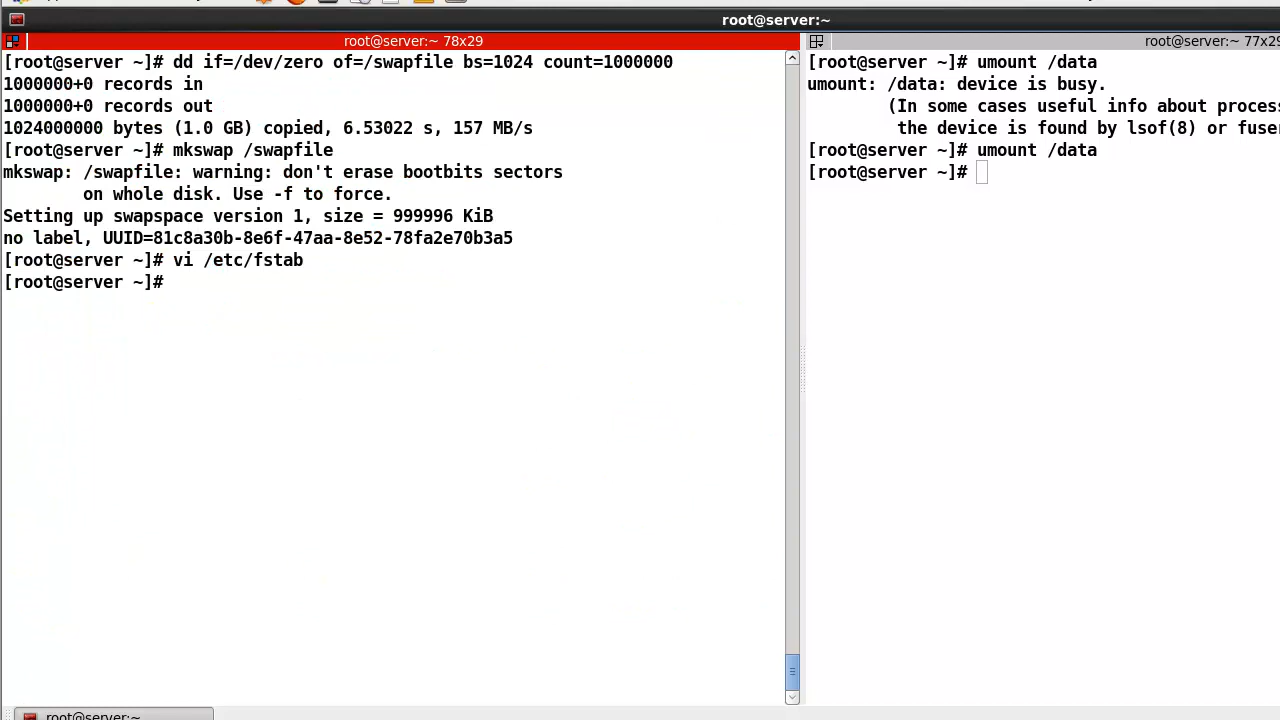 root@server:~
root@server:~ 78x29
[root@server ~]# dd if=/dev/zero of=/swapfile bs=1024 count=1000000
1000000+0 records in
1000000+0 records out
1024000000 bytes (1.0 GB) copied, 6.53022 s, 157 MB/s
[root@server ~]# mkswap /swapfile
mkswap: /swapfile: warning: don't erase bootbits sectors
        on whole disk. Use -f to force.
Setting up swapspace version 1, size = 999996 KiB
no label, UUID=81c8a30b-8e6f-47aa-8e52-78fa2e70b3a5
[root@server ~]# vi /etc/fstab
[root@server ~]#
root@server:~ 77x29
[root@server ~]# umount /data
umount: /data: device is busy.
        (In some cases useful info about process
         the device is found by lsof(8) or fuser
[root@server ~]# umount /data
[root@server ~]#
root@server:~